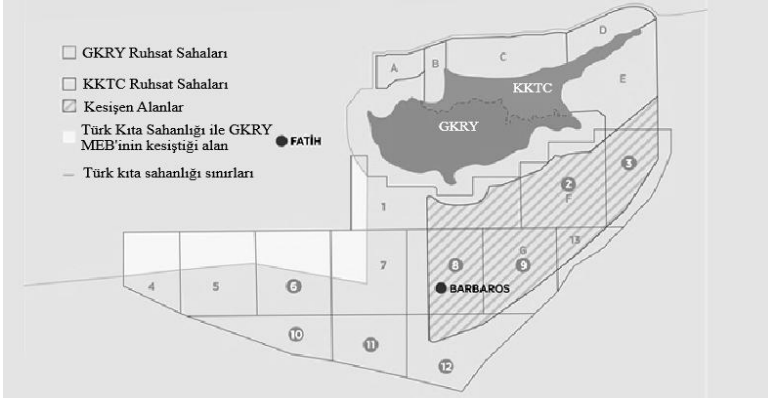 GKRY Ruhsat Sahaları
KKTC Ruhsat Sahaları
Kesişen Alanlar
Türk Kıta Sahanlığı ile GKRY
MEB'inin kesiştiği alan
Türk kıta sahanlığı sınırları
FATİH
A
B
C
D
E
KKTC
GKRY
1
2
F
3
4
5
6
7
8
G
9
13
BARBAROS
10
11
12